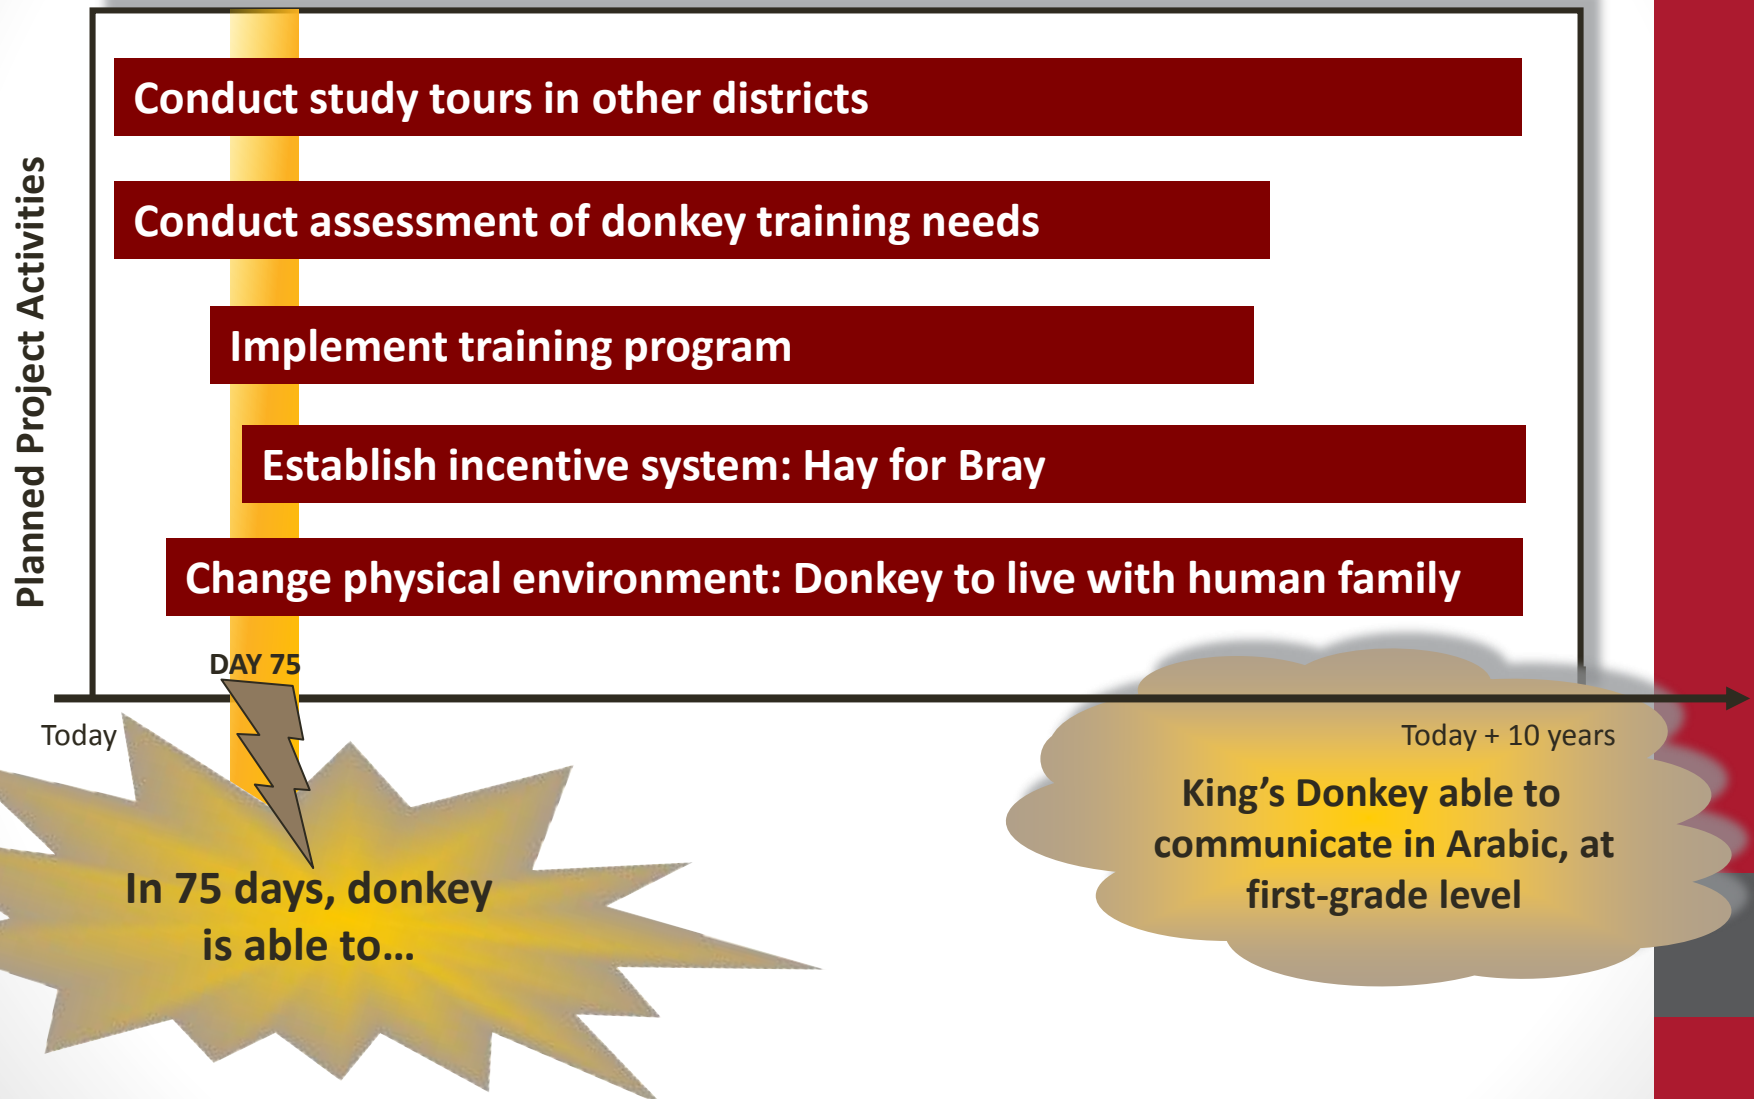 Planned Project Activities
Conduct study tours in other districts
Conduct assessment of donkey training needs
Implement training program
Establish incentive system: Hay for Bray
Change physical environment: Donkey to live with human family
DAY 75
Today
Today + 10 years
In 75 days, donkey
is able to...
King’s Donkey able to
communicate in Arabic, at
first-grade level